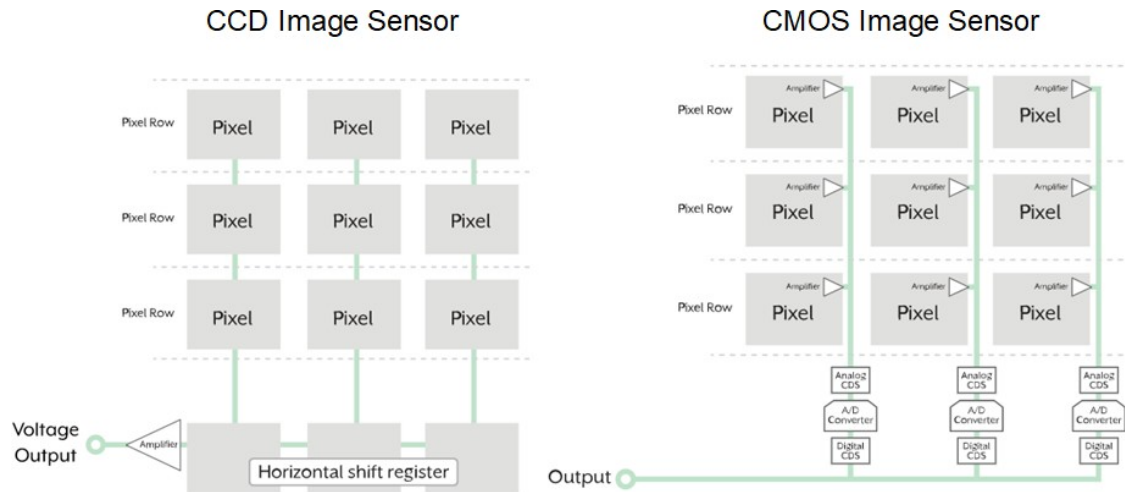 CCD Image Sensor
Pixel Row
Pixel
Pixel
Pixel
Pixel Row
Pixel
Pixel
Pixel
Pixel Row
Pixel
Pixel
Pixel
Voltage
Output
Amplifier
Horizontal shift register
CMOS Image Sensor
Pixel Row
Amplifier
Pixel
Amplifier
Pixel
Amplifier
Pixel
Pixel Row
Amplifier
Pixel
Amplifier
Pixel
Amplifier
Pixel
Pixel Row
Amplifier
Pixel
Amplifier
Pixel
Amplifier
Pixel
Analog
CDS
Analog
CDS
Analog
CDS
A/D
Converter
A/D
Converter
A/D
Converter
Digital
CDS
Digital
CDS
Digital
CDS
Output